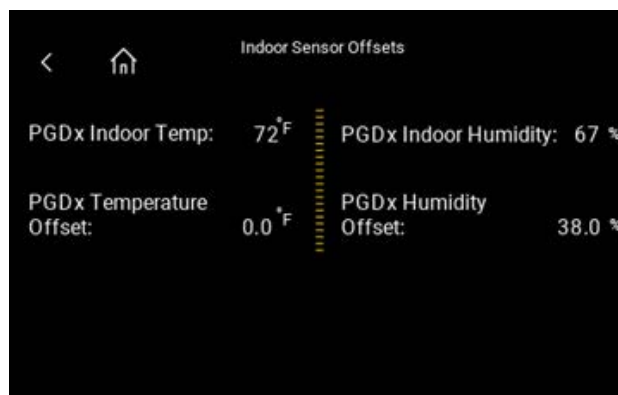 Indoor Sensor Offsets
PGDx Indoor Temp: 72°F
PGDx Indoor Humidity: 67 %
PGDx Temperature
Offset: 0.0 °F
PGDx Humidity
Offset: 38.0 %